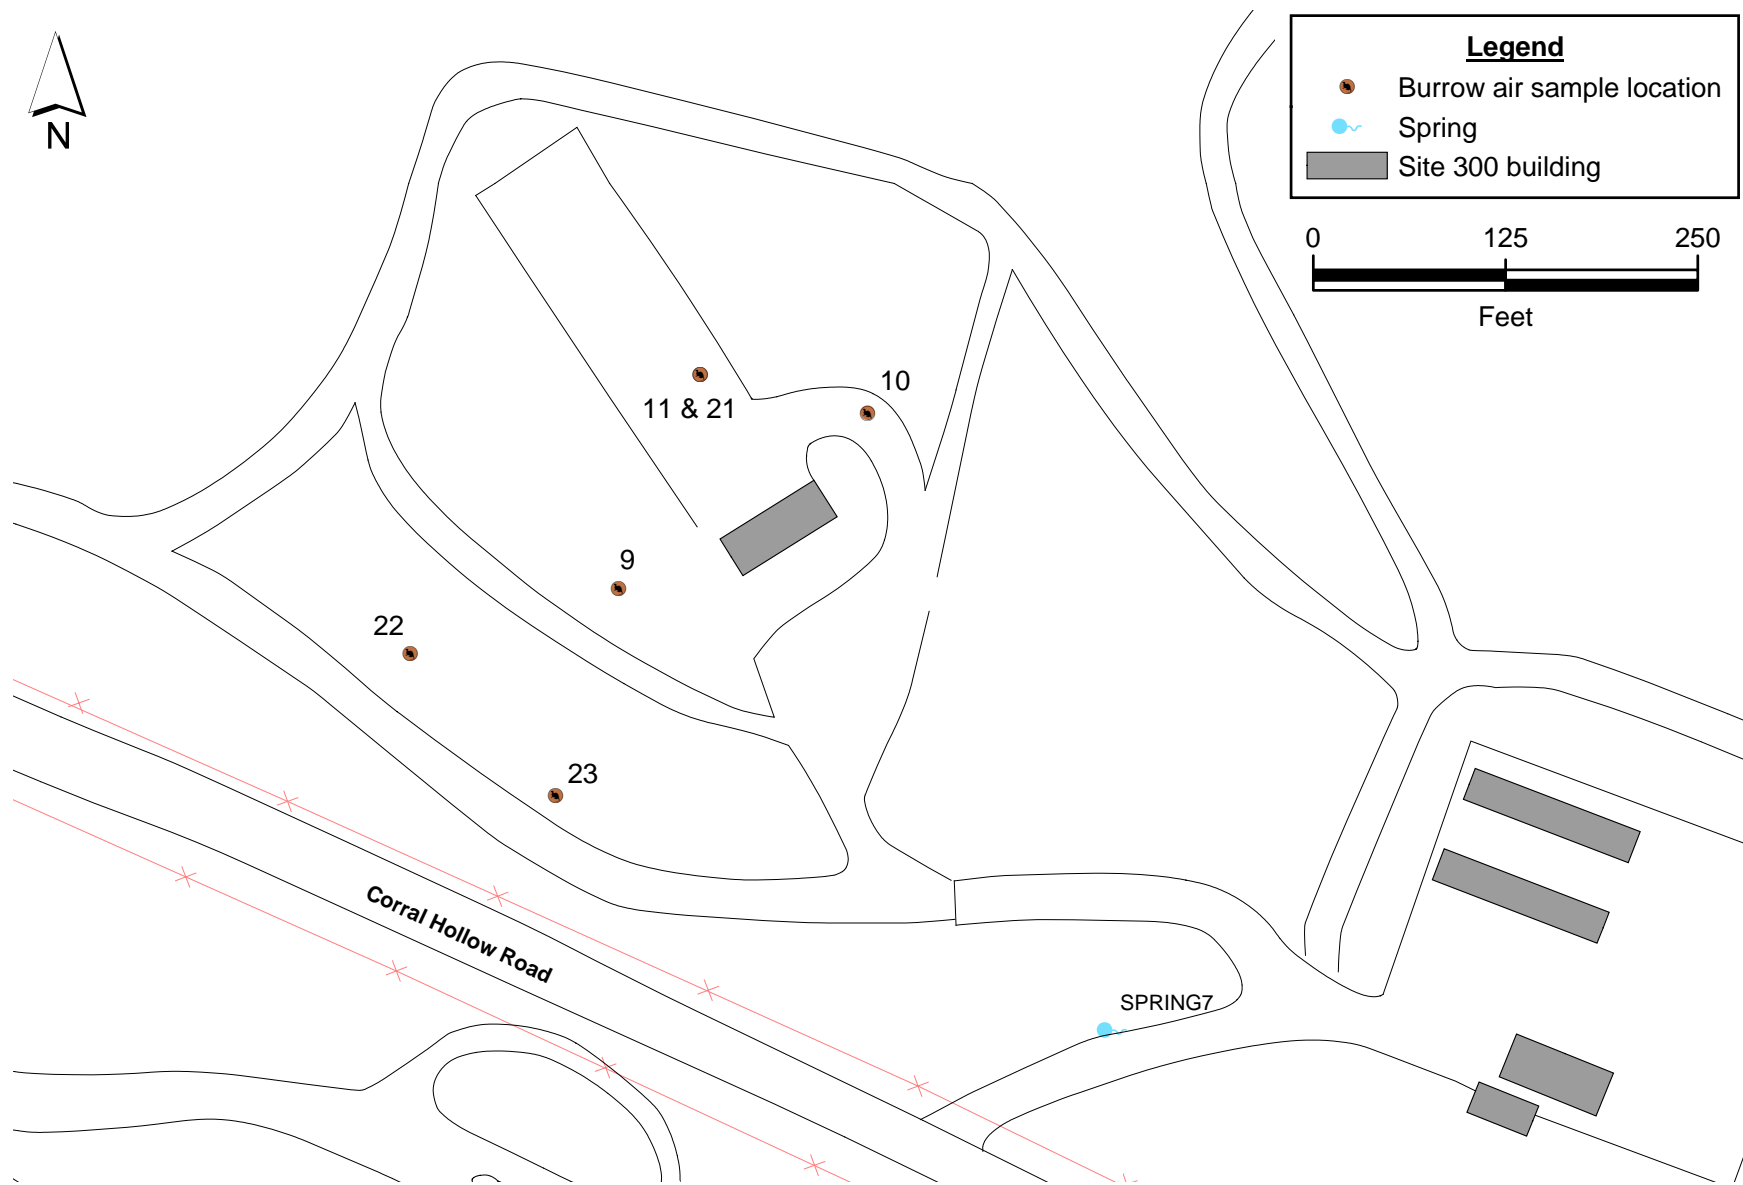 N
Legend
Burrow air sample location
Spring
Site 300 building
0 125 250
Feet
10
11 & 21
9
22
23
Corral Hollow Road
SPRING7